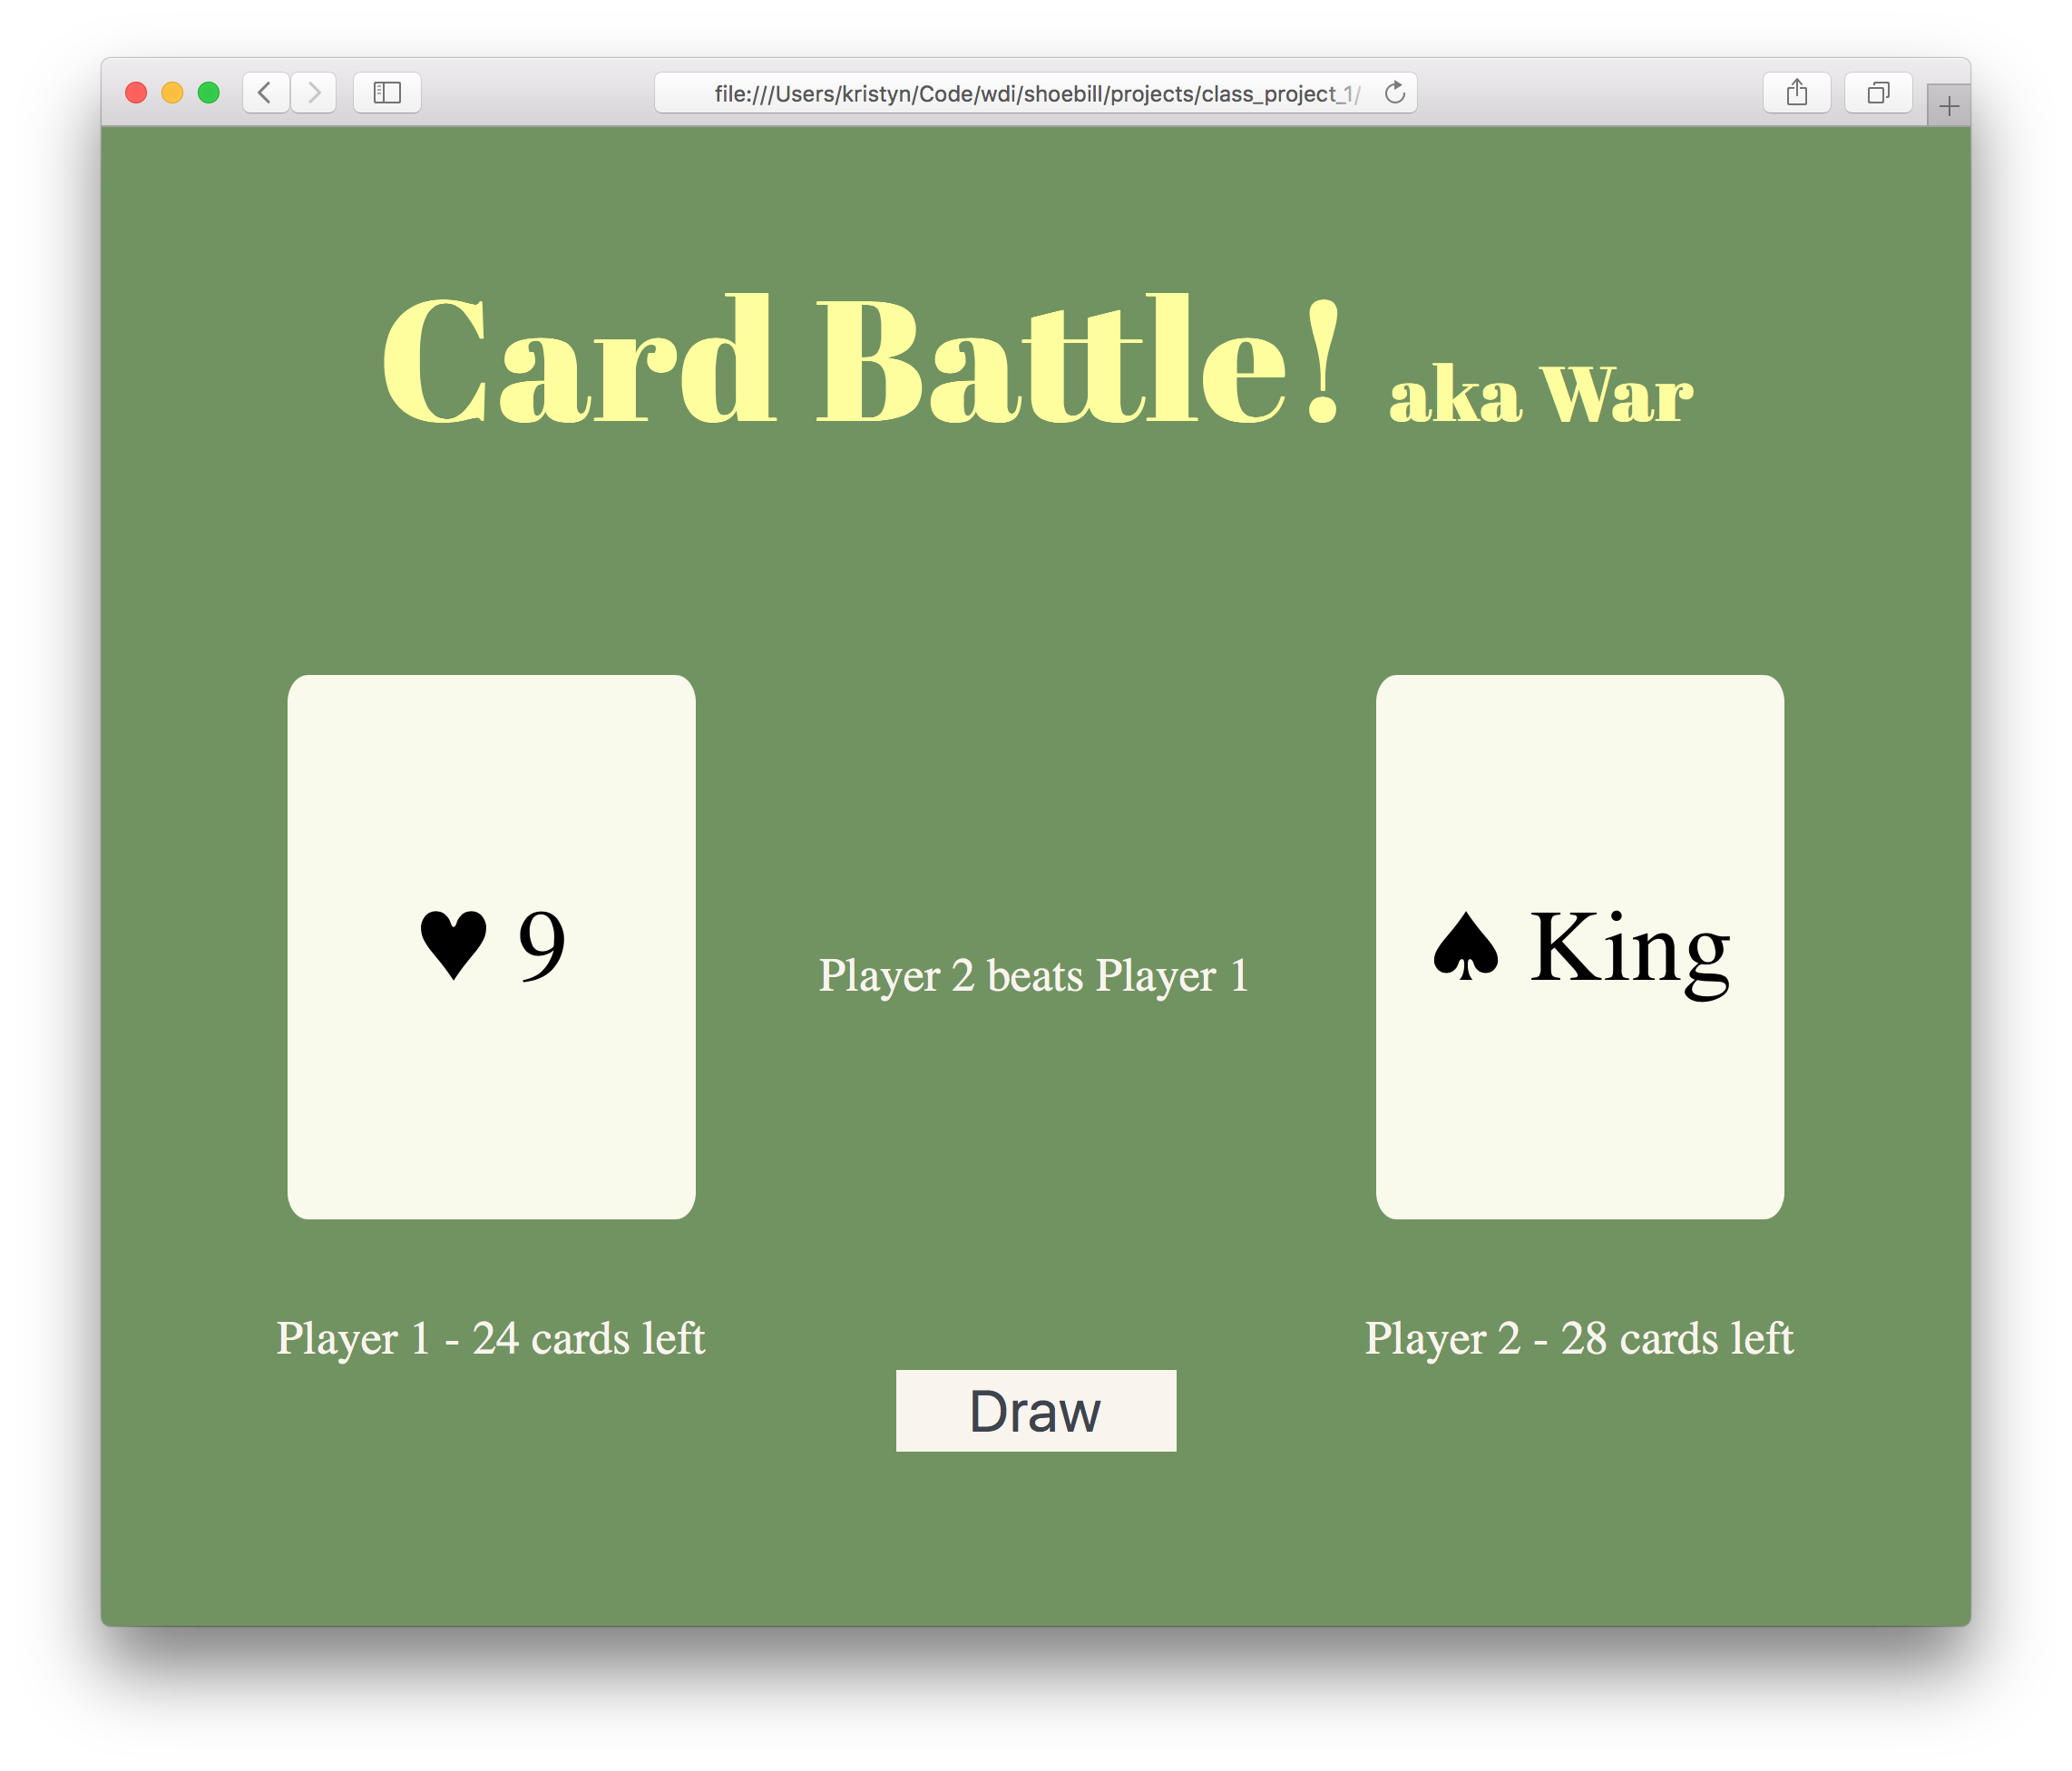 file:///Users/kristyn/Code/wdi/shoebill/projects/class_project_1/
Card Battle! aka War
♥ 9
Player 2 beats Player 1
♠ King
Player 1 - 24 cards left
Player 2 - 28 cards left
Draw